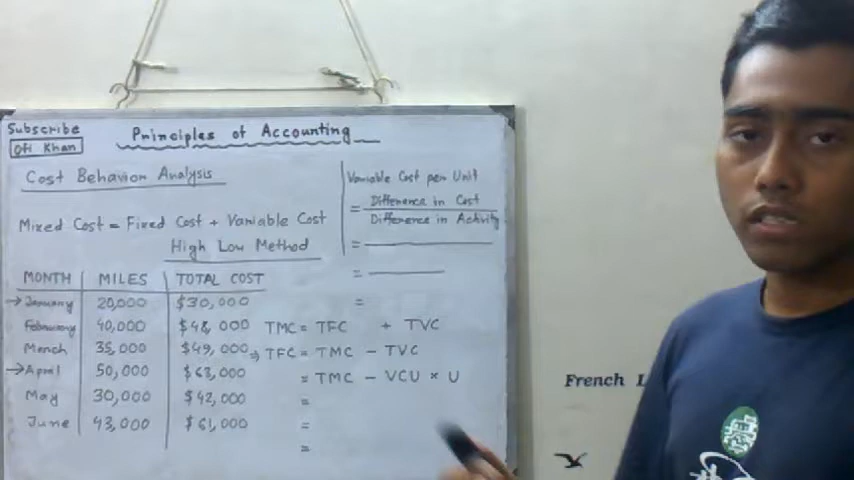 Subscribe
Ofi Khan
Principles of Accounting
Cost Behavior Analysis
Mixed Cost = Fixed Cost + Variable Cost
High Low Method
Variable Cost per Unit
= Difference in Cost
Difference in Activity
=
=
=
MONTH MILES TOTAL COST
→ January 20,000 $30,000
February 40,000 $48,000 TMC = TFC + TVC
March 35,000 $49,000 ⇒ TFC = TMC - TVC
→ April 50,000 $63,000 = TMC - VCU × U
May 30,000 $42,000 =
June 43,000 $61,000 =
=
French